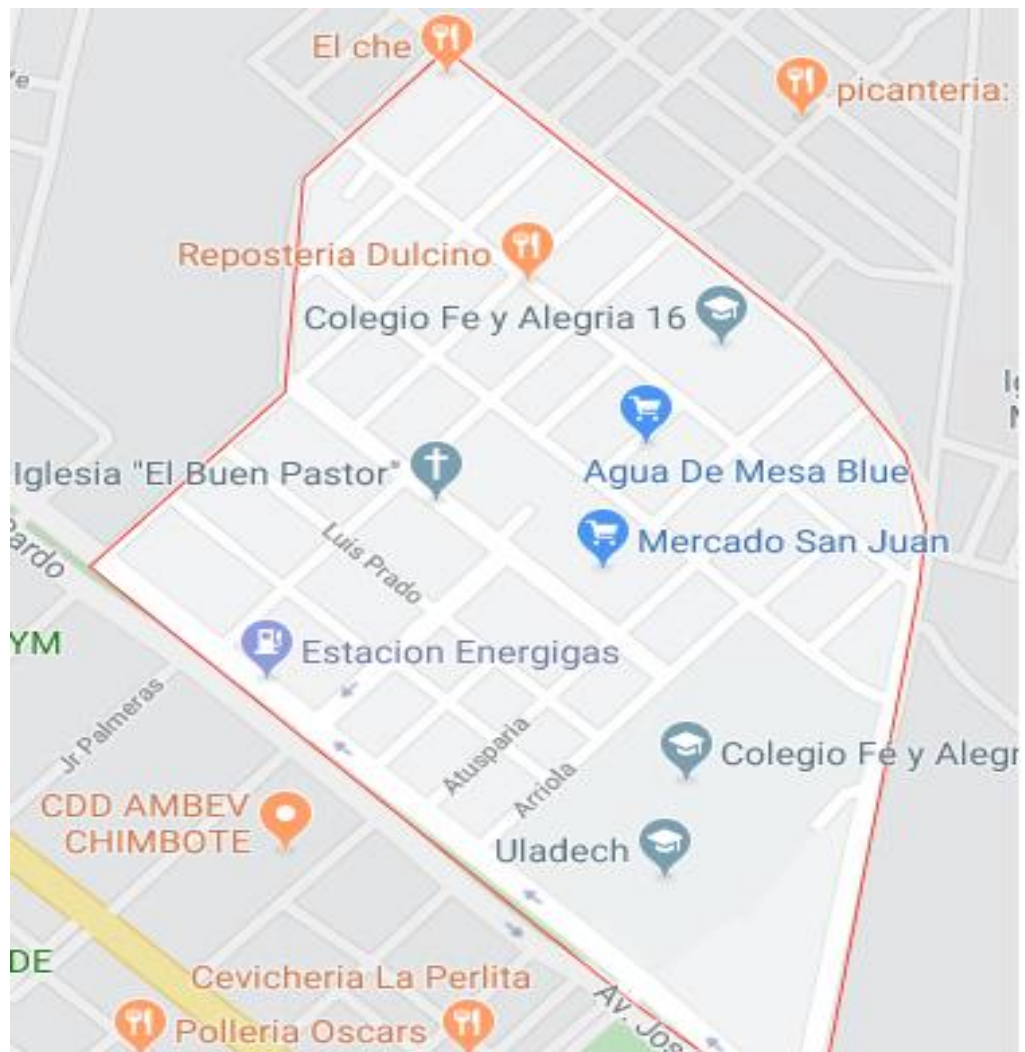 El che
picanteria:
Reposteria Dulcino
Colegio Fe y Alegria 16
Agua De Mesa Blue
Iglesia "El Buen Pastor"
Mercado San Juan
Luis Prado
Pardo
YM
Estacion Energigas
Jr Palmeras
Atusparia
Arriola
Colegio Fé y Alegr
CDD AMBEV
CHIMBOTE
Uladech
DE
Cevicheria La Perlita
Av. Jos
Polleria Oscars